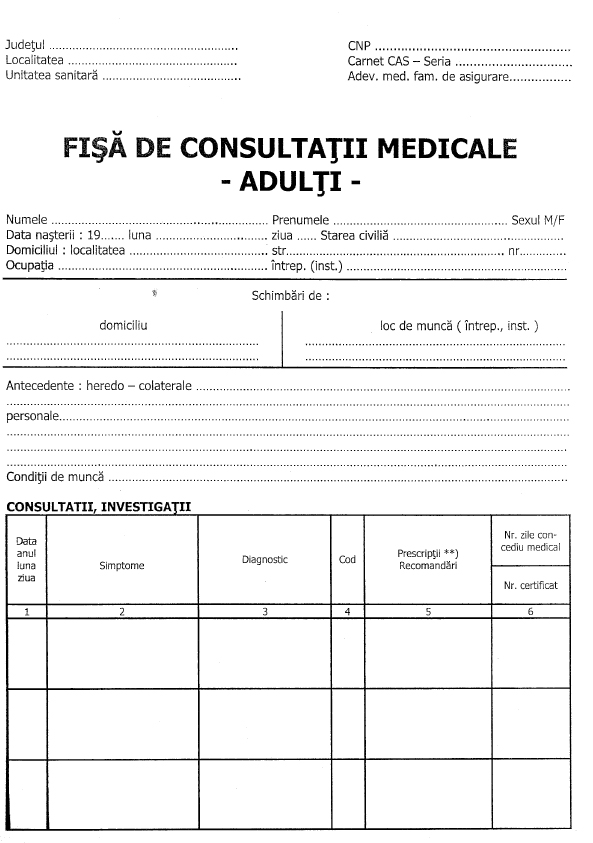 Judeţul ....................................................
CNP ......................................................
Localitatea ...............................................
Carnet CAS – Seria ................................
Unitatea sanitară ......................................
Adev. med. fam. de asigurare.................
FIŞĂ DE CONSULTAŢII MEDICALE
- ADULŢI -
Numele ............................................................ Prenumele ................................................ Sexul M/F
Data naşterii : 19....... luna ............................... ziua ...... Starea civilă ...............................................
Domiciliul : localitatea ...................................... str............................................................ nr.............
Ocupaţia .......................................................... întrep. (inst.) .............................................................
Schimbări de :
domiciliu
loc de muncă ( întrep., inst. )
Antecedente : heredo – colaterale ........................................................................................................
personale...............................................................................................................................................
Condiţii de muncă ..............................................................................................................................
CONSULTATII, INVESTIGAŢII
Data
anul
luna
ziua
Simptome
Diagnostic
Cod
Prescripţii **)
Recomandări
Nr. zile con-
cediu medical
Nr. certificat
1 2 3 4 5 6